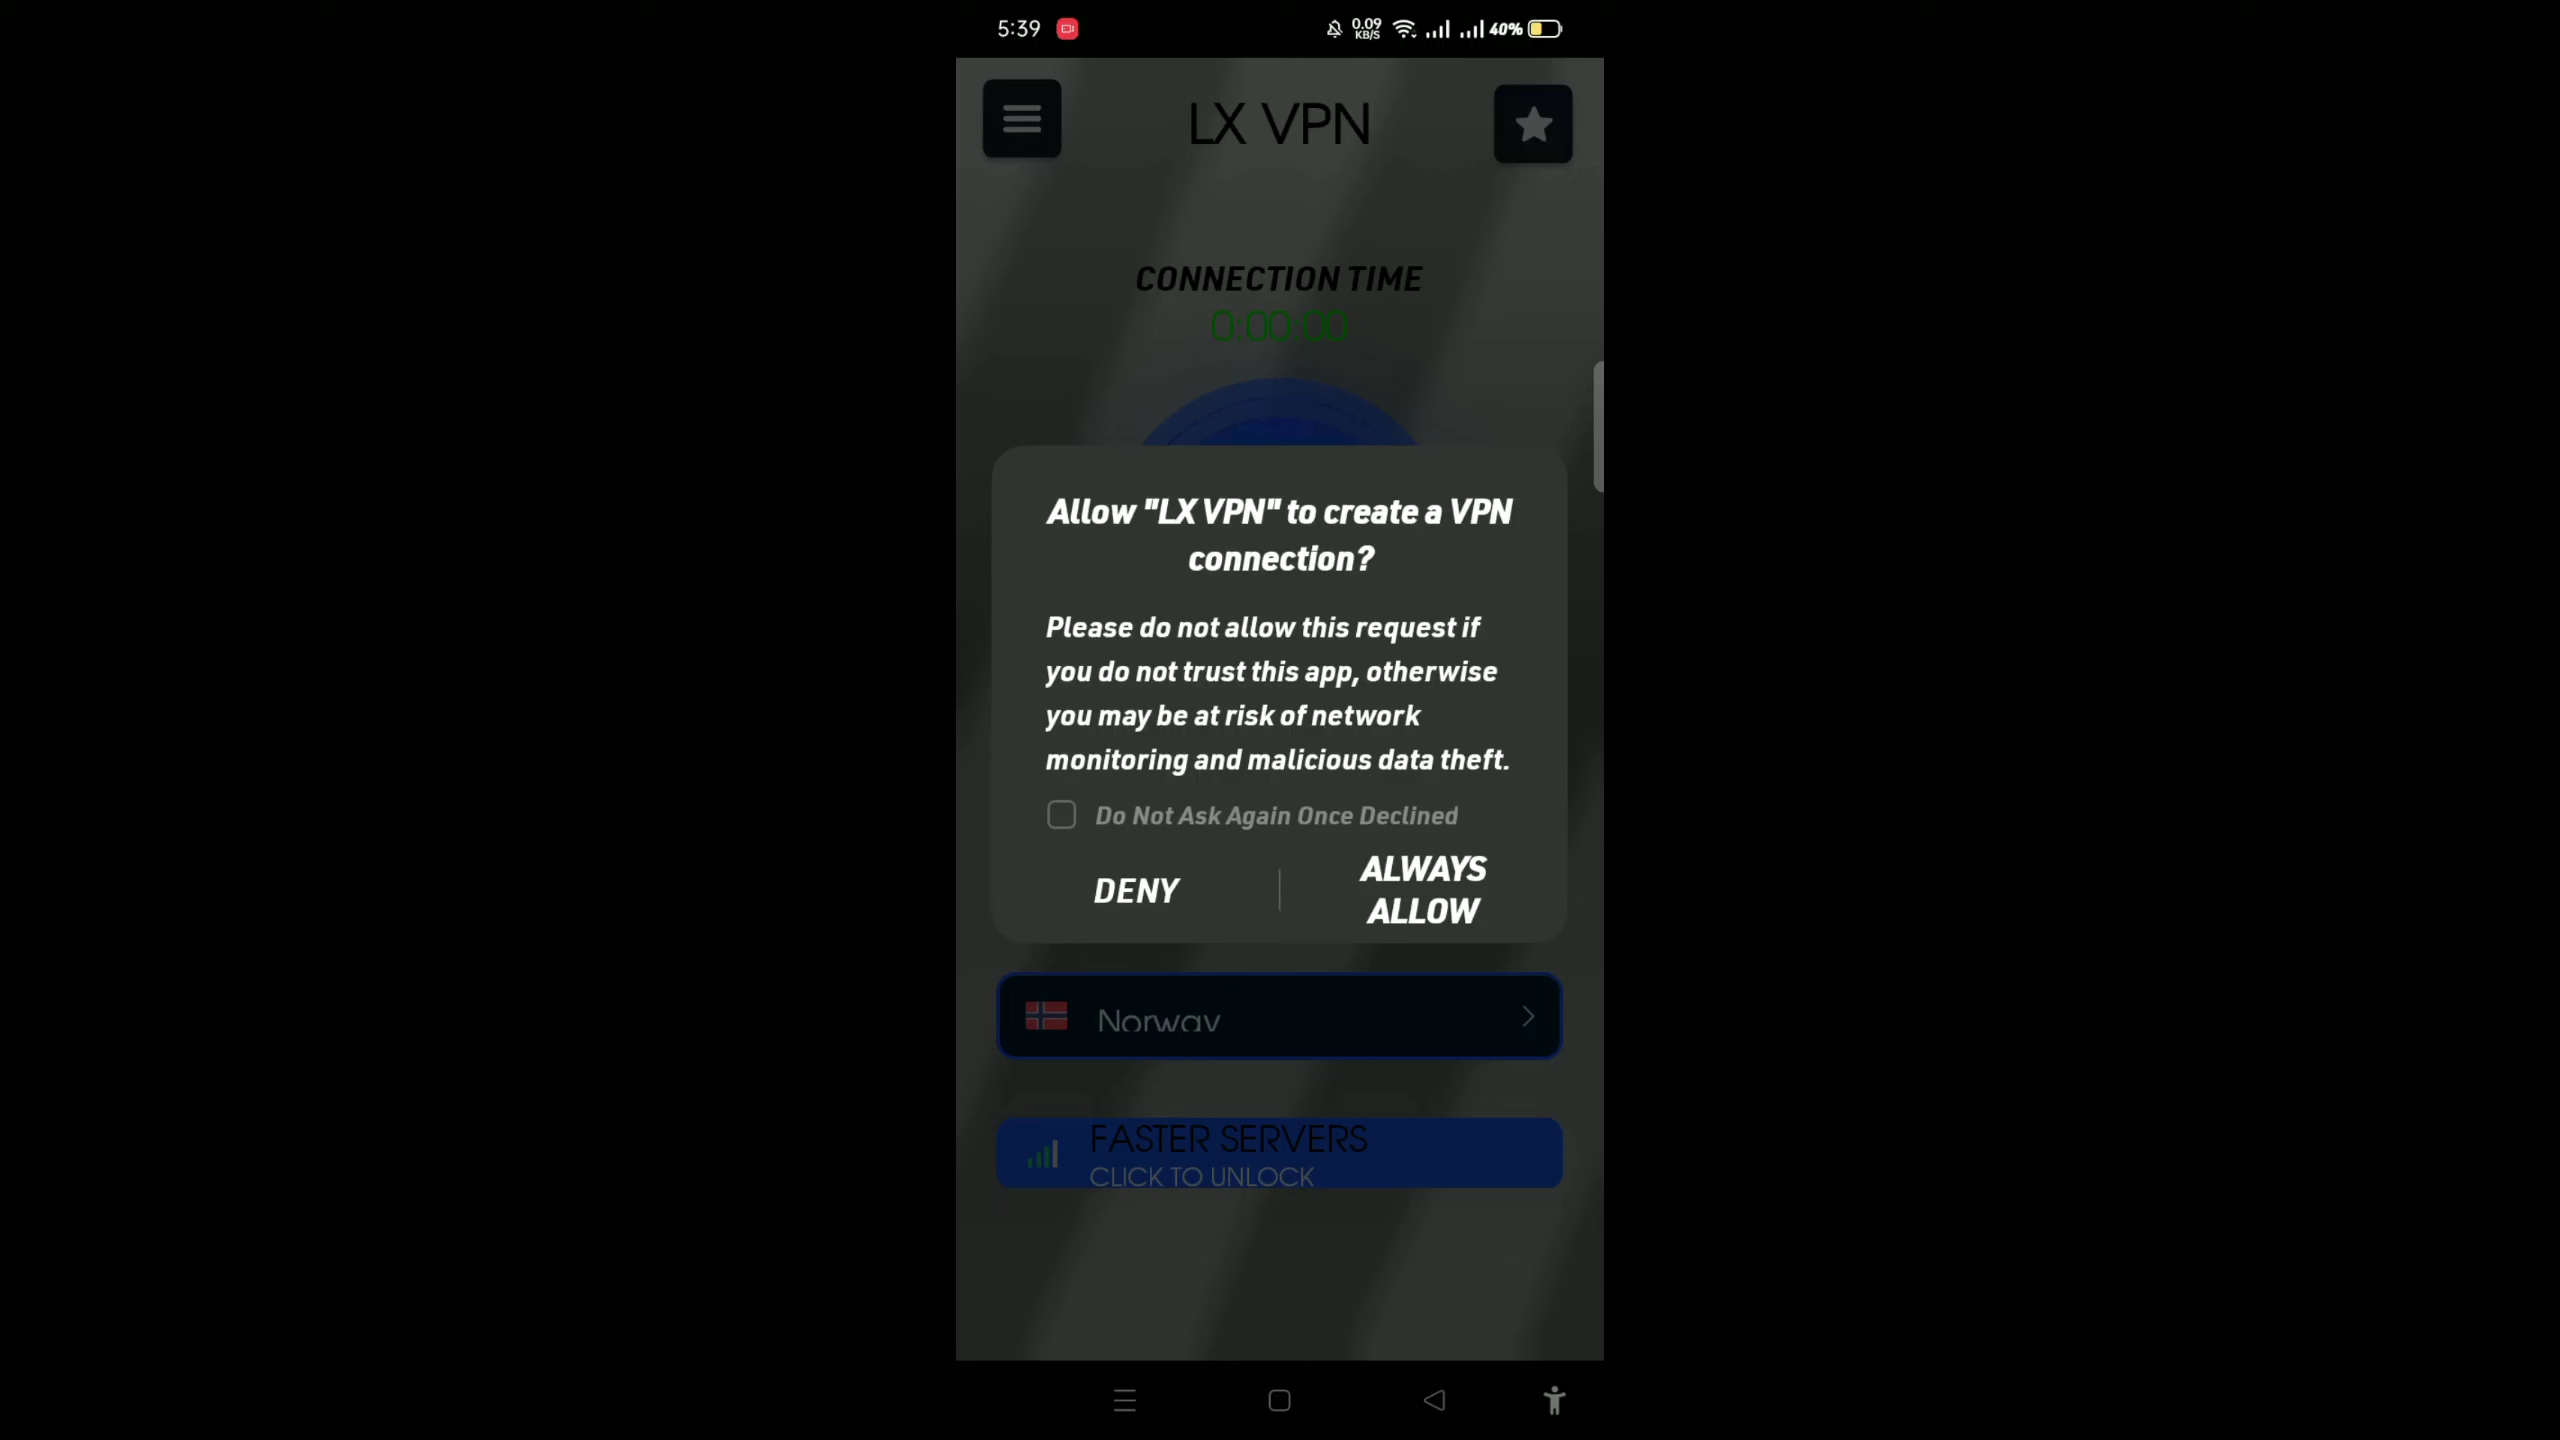 5:39
0.09
KB/S
40%
LX VPN
CONNECTION TIME
0:00:00
Allow "LX VPN" to create a VPN
connection?
Please do not allow this request if
you do not trust this app, otherwise
you may be at risk of network
monitoring and malicious data theft.
Do Not Ask Again Once Declined
DENY
ALWAYS
ALLOW
Norway
FASTER SERVERS
CLICK TO UNLOCK